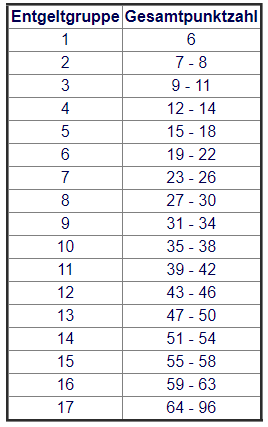 Entgeltgruppe Gesamtpunktzahl
1 6
2 7 - 8
3 9 - 11
4 12 - 14
5 15 - 18
6 19 - 22
7 23 - 26
8 27 - 30
9 31 - 34
10 35 - 38
11 39 - 42
12 43 - 46
13 47 - 50
14 51 - 54
15 55 - 58
16 59 - 63
17 64 - 96